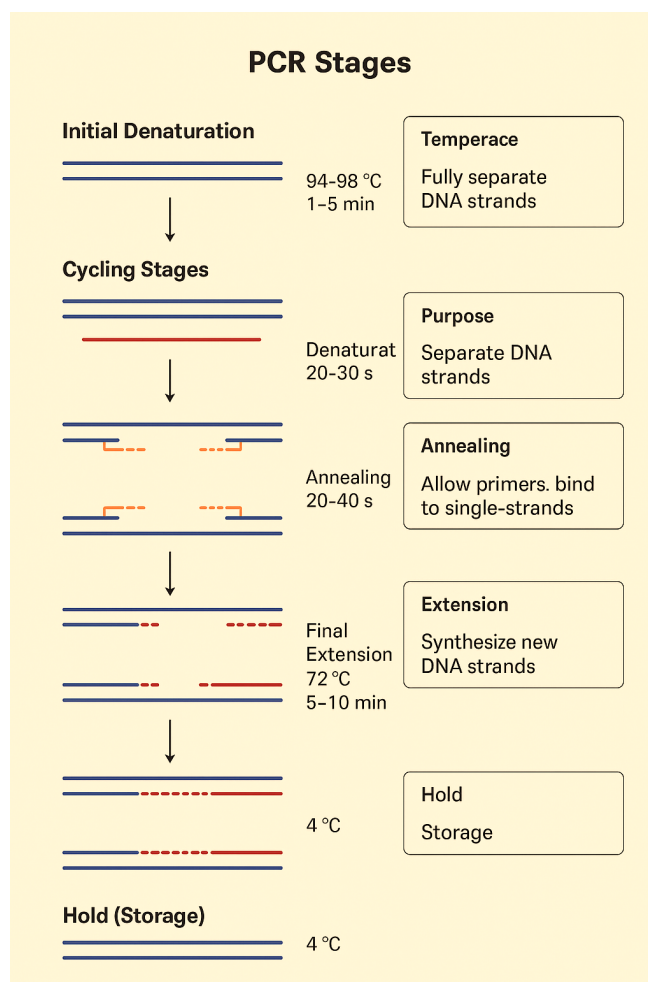 PCR Stages
Initial Denaturation
94-98 °C
1–5 min
Temperace
Fully separate
DNA strands
Cycling Stages
Denaturat
20-30 s
Purpose
Separate DNA
strands
Annealing
20-40 s
Annealing
Allow primers. bind
to single-strands
Final
Extension
72 °C
5–10 min
Extension
Synthesize new
DNA strands
4 °C
Hold
Storage
Hold (Storage)
4 °C